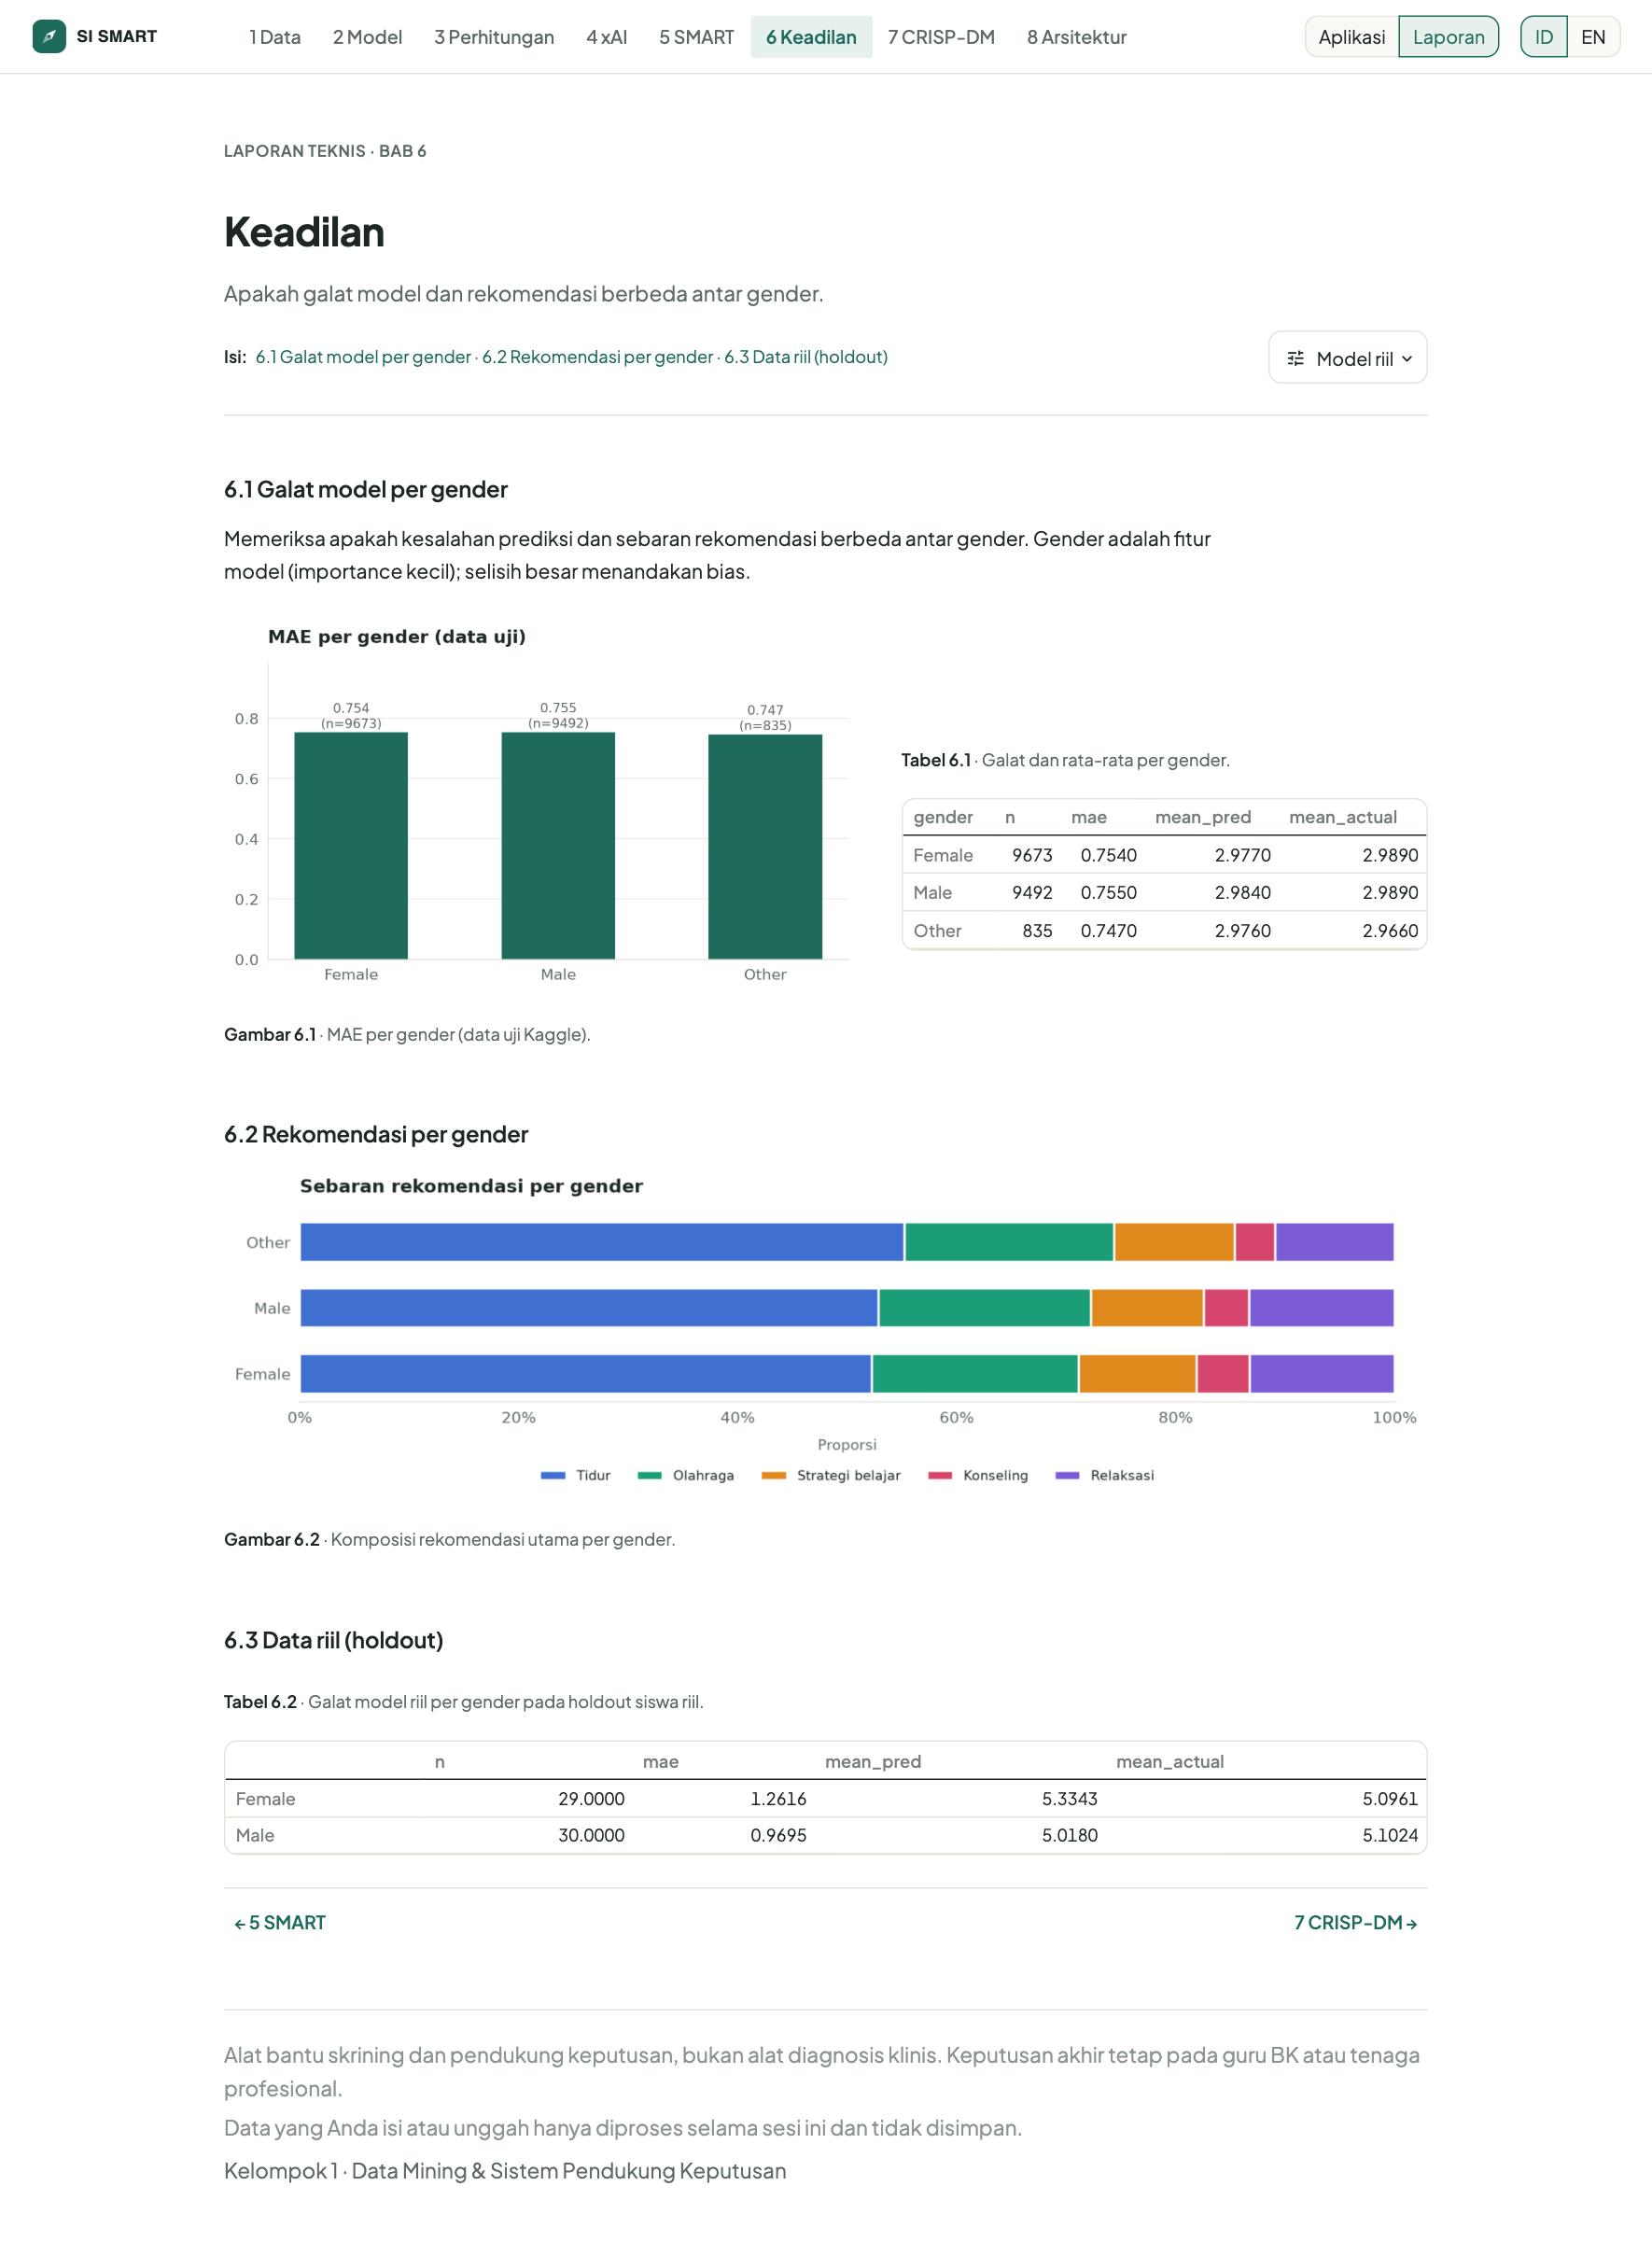 SI SMART
1 Data
2 Model
3 Perhitungan
4 xAI
5 SMART
6 Keadilan
7 CRISP-DM
8 Arsitektur
Aplikasi
Laporan
ID
EN
LAPORAN TEKNIS · BAB 6
Keadilan
Apakah galat model dan rekomendasi berbeda antar gender.
Isi: 6.1 Galat model per gender · 6.2 Rekomendasi per gender · 6.3 Data riil (holdout)
Model riil
6.1 Galat model per gender
Memeriksa apakah kesalahan prediksi dan sebaran rekomendasi berbeda antar gender. Gender adalah fitur
model (importance kecil); selisih besar menandakan bias.
MAE per gender (data uji)
0.8
0.6
0.4
0.2
0.0
0.754
(n=9673)
0.755
(n=9492)
0.747
(n=835)
Female
Male
Other
Gambar 6.1 · MAE per gender (data uji Kaggle).
Tabel 6.1 · Galat dan rata-rata per gender.
gender n mae mean_pred mean_actual
Female 9673 0.7540 2.9770 2.9890
Male 9492 0.7550 2.9840 2.9890
Other 835 0.7470 2.9760 2.9660
6.2 Rekomendasi per gender
Sebaran rekomendasi per gender
Other
Male
Female
0% 20% 40% 60% 80% 100%
Proporsi
Tidur Olahraga Strategi belajar Konseling Relaksasi
Gambar 6.2 · Komposisi rekomendasi utama per gender.
6.3 Data riil (holdout)
Tabel 6.2 · Galat model riil per gender pada holdout siswa riil.
n mae mean_pred mean_actual
Female 29.0000 1.2616 5.3343 5.0961
Male 30.0000 0.9695 5.0180 5.1024
← 5 SMART
7 CRISP-DM →
Alat bantu skrining dan pendukung keputusan, bukan alat diagnosis klinis. Keputusan akhir tetap pada guru BK atau tenaga
profesional.
Data yang Anda isi atau unggah hanya diproses selama sesi ini dan tidak disimpan.
Kelompok 1 · Data Mining & Sistem Pendukung Keputusan